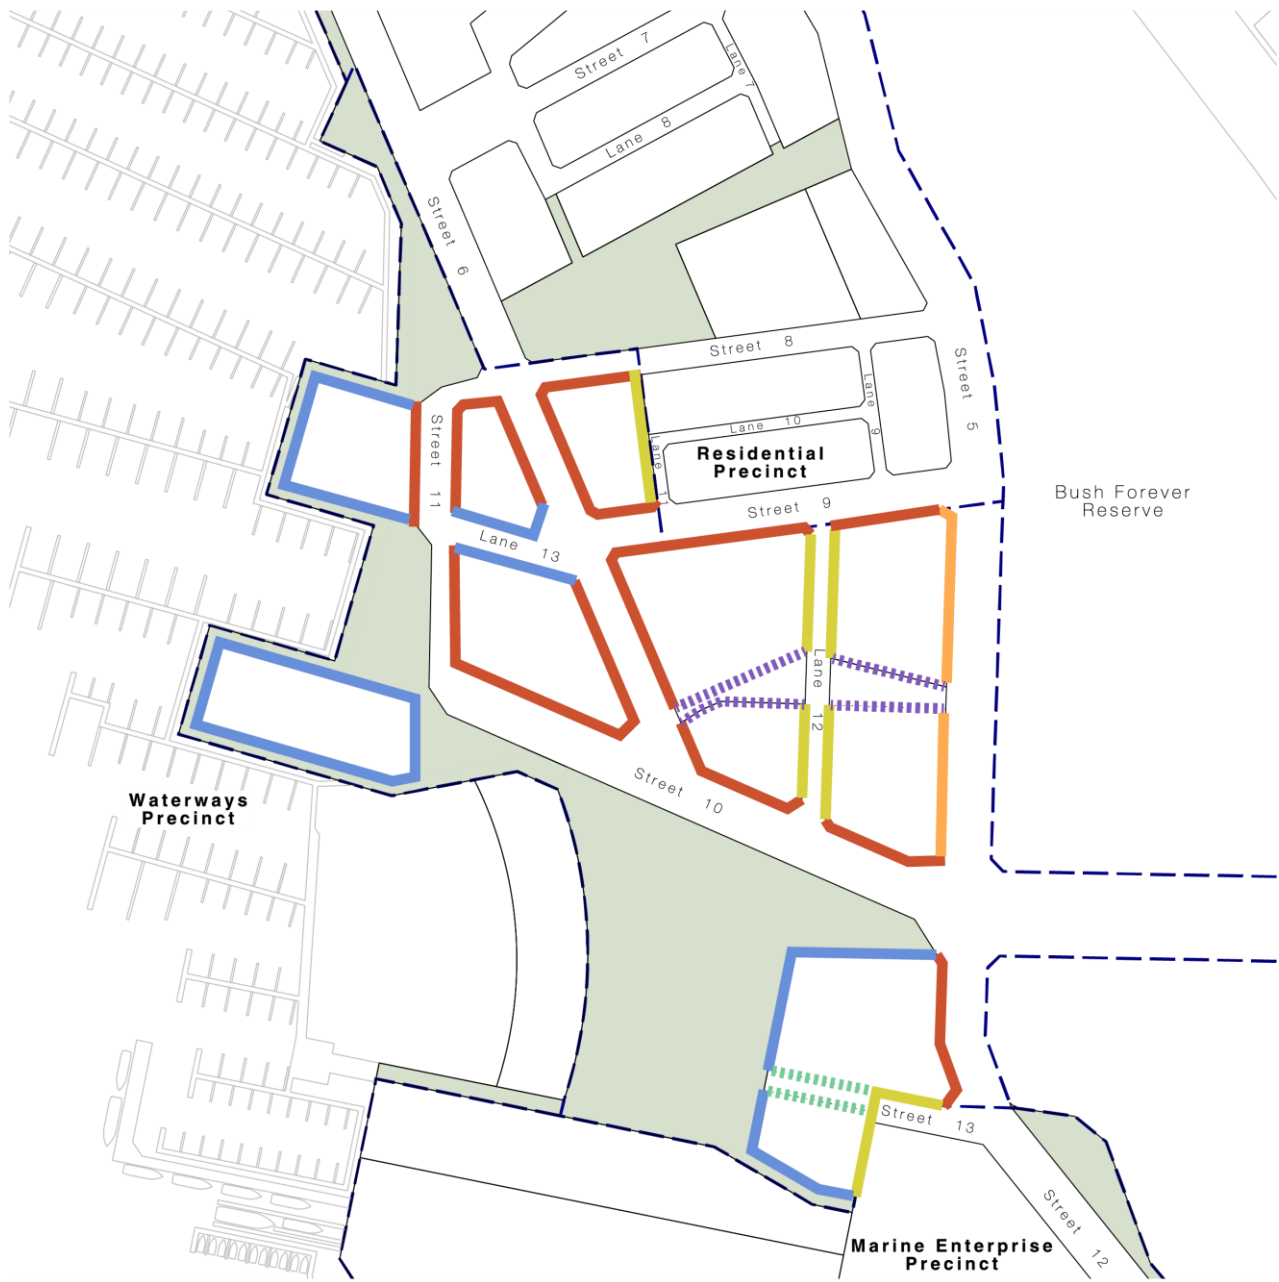 Street 7
Lane 7
Lane 8
Street 6
Street 8
Lane 9
Street 5
Lane 10
Lane 11
Residential
Precinct
Street 9
Bush Forever
Reserve
Street 11
Lane 13
Lane 12
Street 10
Waterways
Precinct
Street 13
Street 12
Marine Enterprise
Precinct